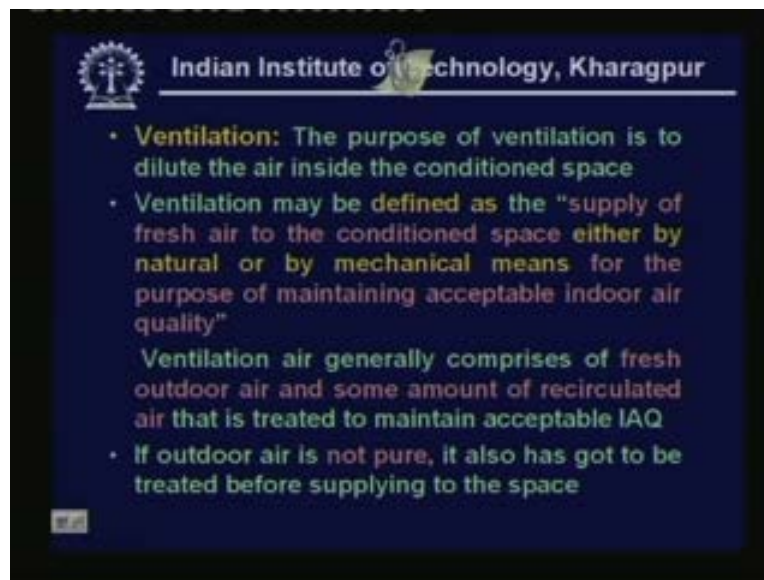 Indian Institute of Technology, Kharagpur
• Ventilation: The purpose of ventilation is to
dilute the air inside the conditioned space
• Ventilation may be defined as the “supply of
fresh air to the conditioned space either by
natural or by mechanical means for the
purpose of maintaining acceptable indoor air
quality”
Ventilation air generally comprises of fresh
outdoor air and some amount of recirculated
air that is treated to maintain acceptable IAQ
• If outdoor air is not pure, it also has got to be
treated before supplying to the space